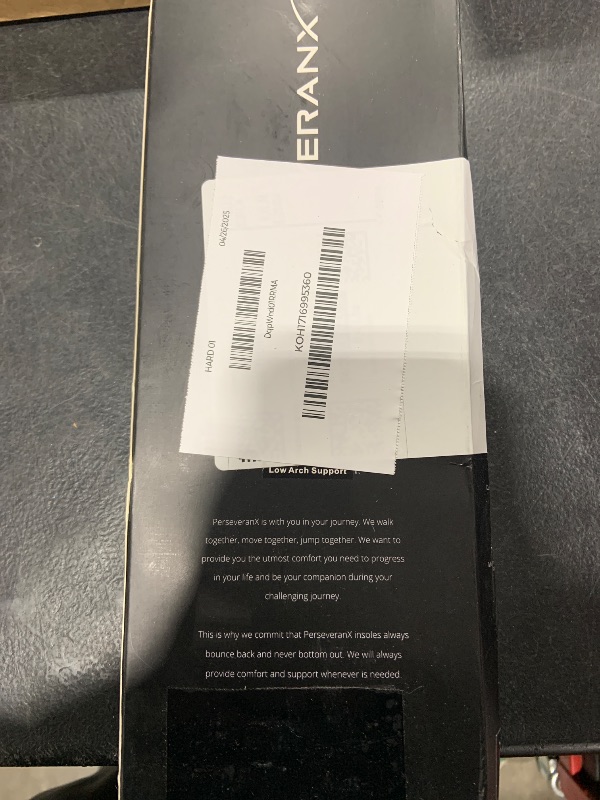 ERANX
04/26/2025
HARD 01
KOH1716995360
Low Arch Support
PerseveranX is with you in your journey. We walk
together, move together, jump together. We want to
provide you the utmost comfort you need to progress
in your life and be your companion during your
challenging journey.
This is why we commit that PerseveranX insoles always
bounce back and never bottom out. We will always
provide comfort and support whenever is needed.